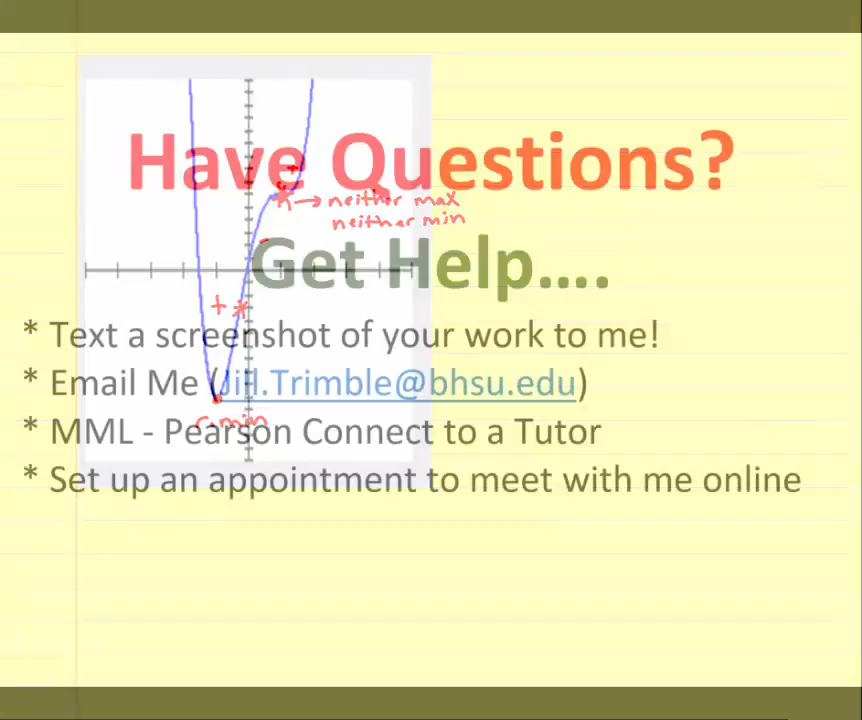 Have Questions?
neither max
neither min
Get Help....
* Text a screenshot of your work to me!
* Email Me (Jill.Trimble@bhsu.edu)
r. min
* MML - Pearson Connect to a Tutor
* Set up an appointment to meet with me online